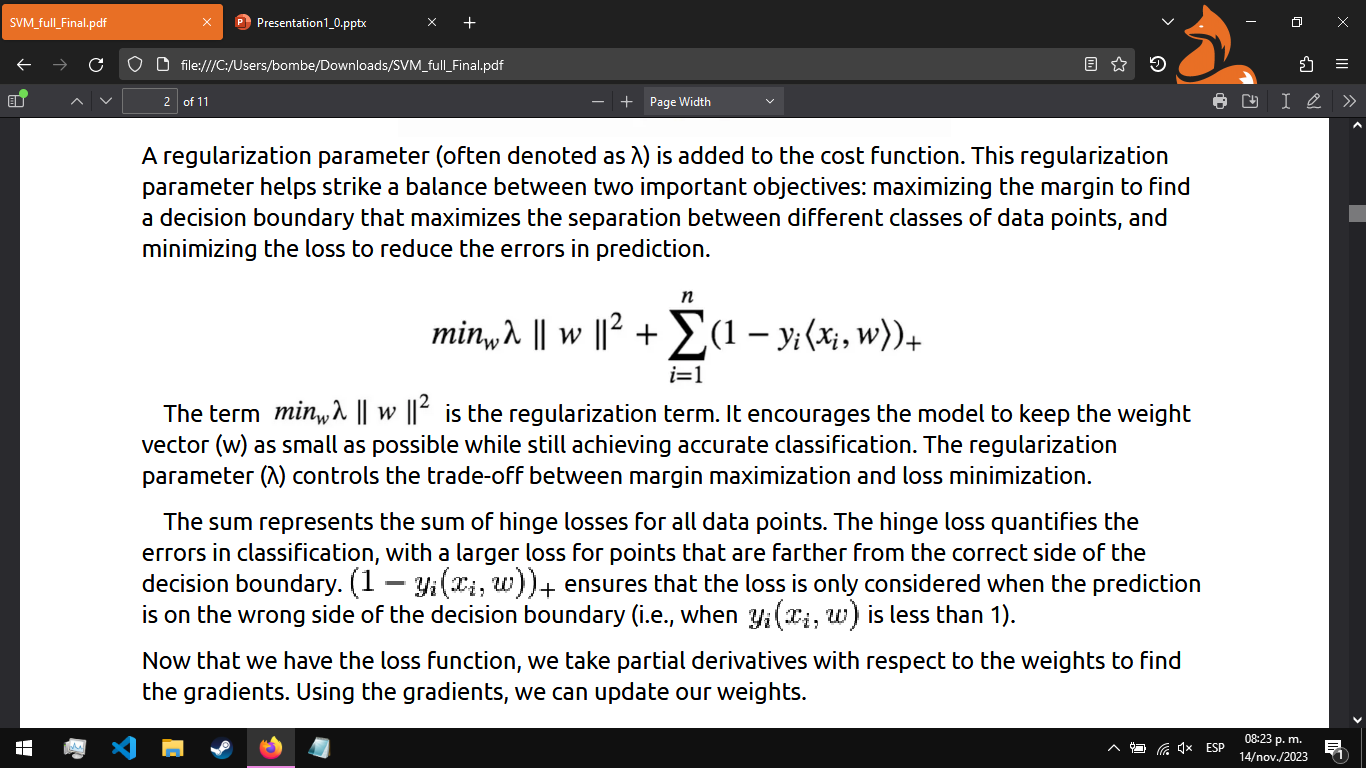 SVM_full_Final.pdf
Presentation1_0.pptx
file:///C:/Users/bombe/Downloads/SVM_full_Final.pdf
2 of 11
Page Width
A regularization parameter (often denoted as λ) is added to the cost function. This regularization
parameter helps strike a balance between two important objectives: maximizing the margin to find
a decision boundary that maximizes the separation between different classes of data points, and
minimizing the loss to reduce the errors in prediction.
min_w λ ‖ w ‖² + ∑_{i=1}^{n} (1 − y_i⟨x_i, w⟩)_+
The term min_w λ ‖ w ‖² is the regularization term. It encourages the model to keep the weight
vector (w) as small as possible while still achieving accurate classification. The regularization
parameter (λ) controls the trade-off between margin maximization and loss minimization.
The sum represents the sum of hinge losses for all data points. The hinge loss quantifies the
errors in classification, with a larger loss for points that are farther from the correct side of the
decision boundary. (1 − y_i(x_i, w))_+ ensures that the loss is only considered when the prediction
is on the wrong side of the decision boundary (i.e., when y_i(x_i, w) is less than 1).
Now that we have the loss function, we take partial derivatives with respect to the weights to find
the gradients. Using the gradients, we can update our weights.
ESP
08:23 p. m.
14/nov./2023
1